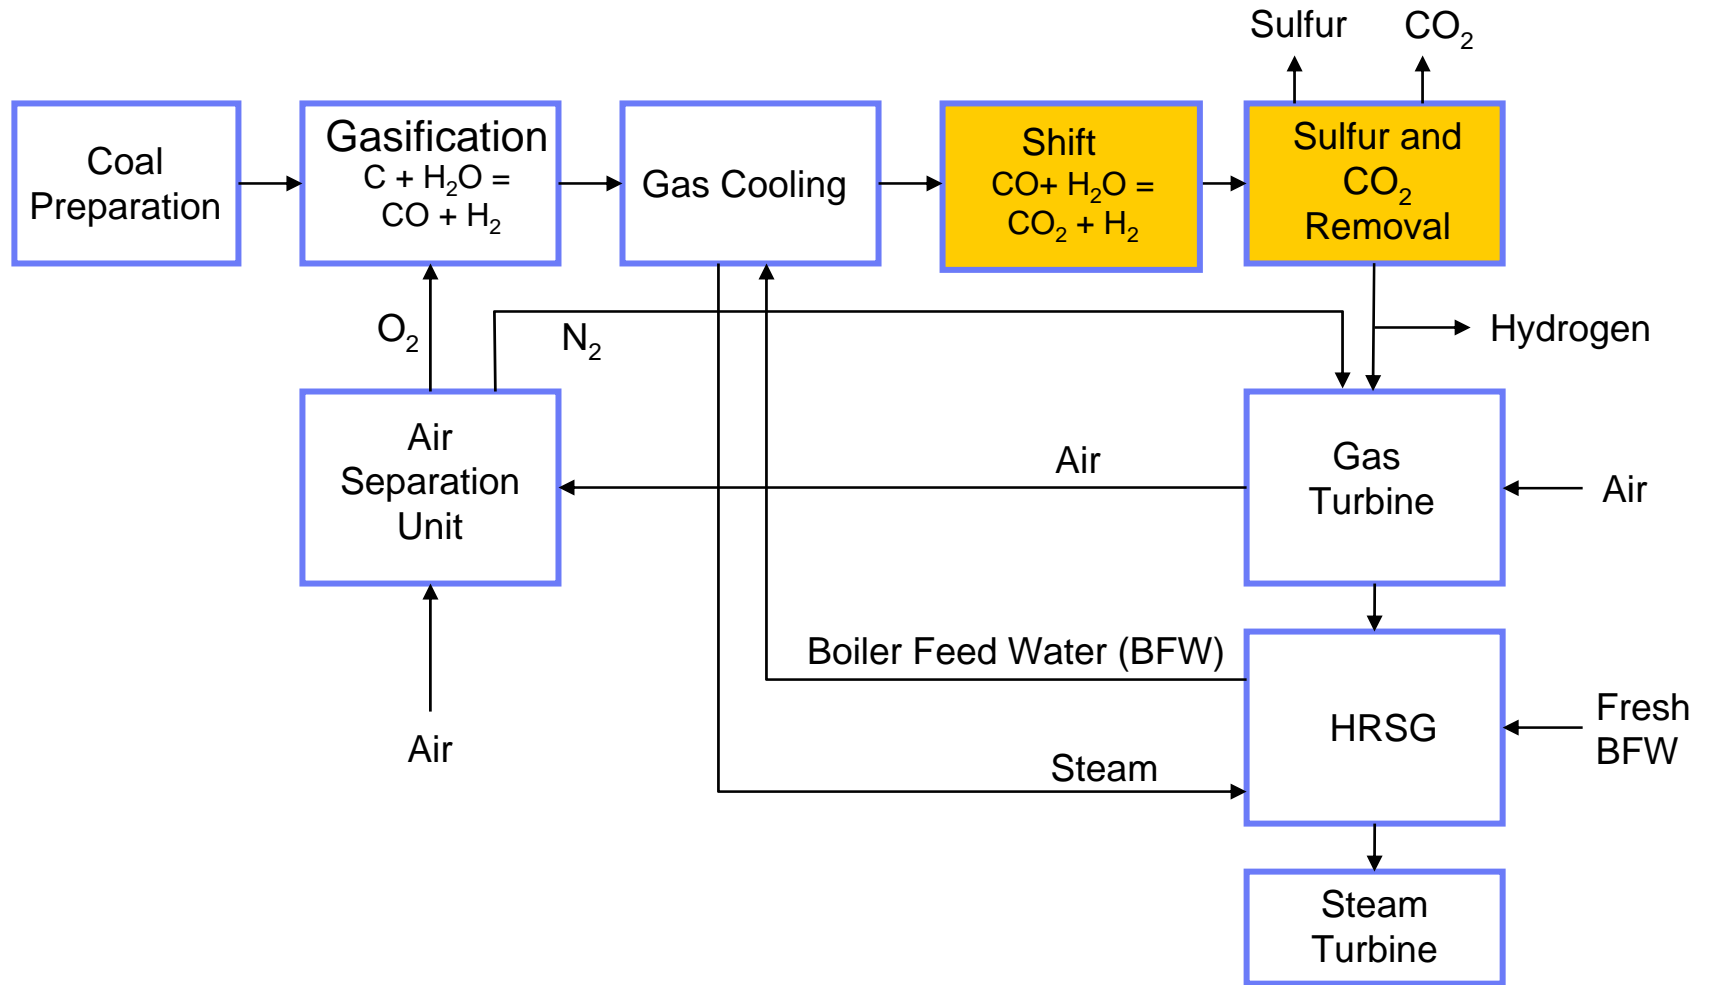 Sulfur
CO₂
Coal
Preparation
Gasification
C + H₂O =
CO + H₂
Gas Cooling
Shift
CO+ H₂O =
CO₂ + H₂
Sulfur and
CO₂
Removal
O₂
N₂
Hydrogen
Air
Separation
Unit
Air
Gas
Turbine
Air
Boiler Feed Water (BFW)
Air
HRSG
Fresh
BFW
Steam
Steam
Turbine